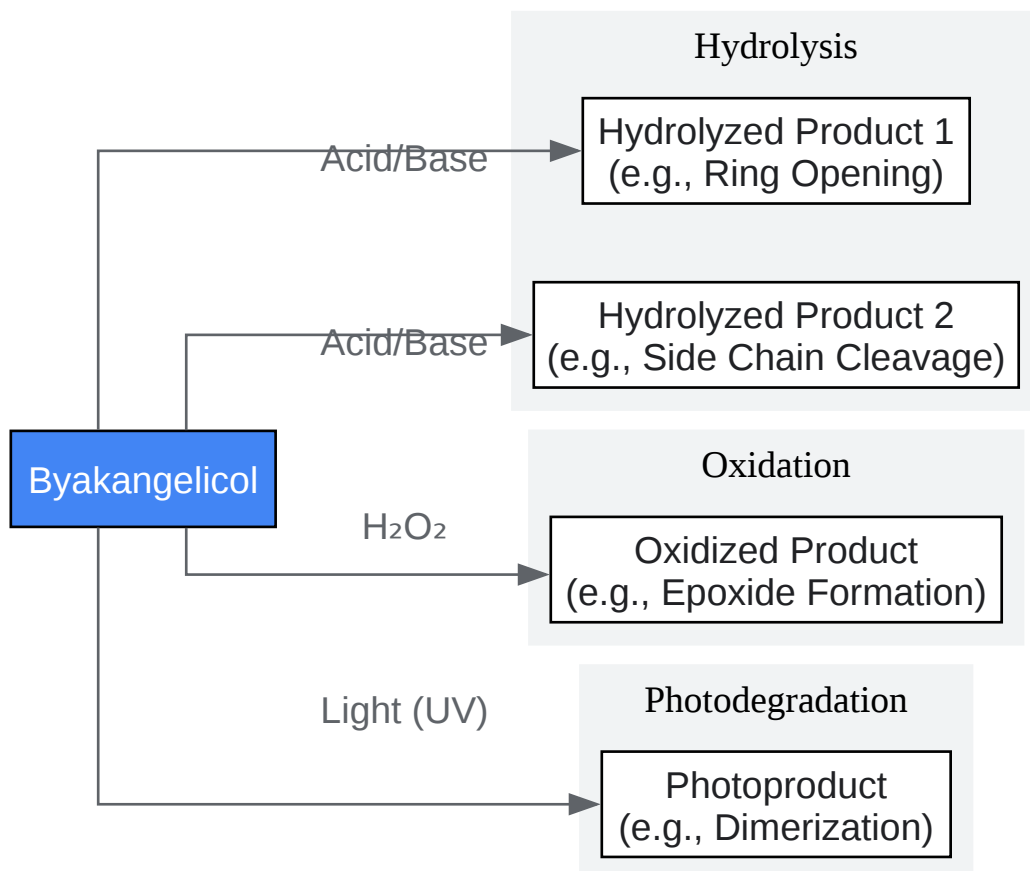 Hydrolysis
Acid/Base
Hydrolyzed Product 1
(e.g., Ring Opening)
Acid/Base
Hydrolyzed Product 2
(e.g., Side Chain Cleavage)
Byakangelicol
Oxidation
H₂O₂
Oxidized Product
(e.g., Epoxide Formation)
Light (UV)
Photodegradation
Photoproduct
(e.g., Dimerization)